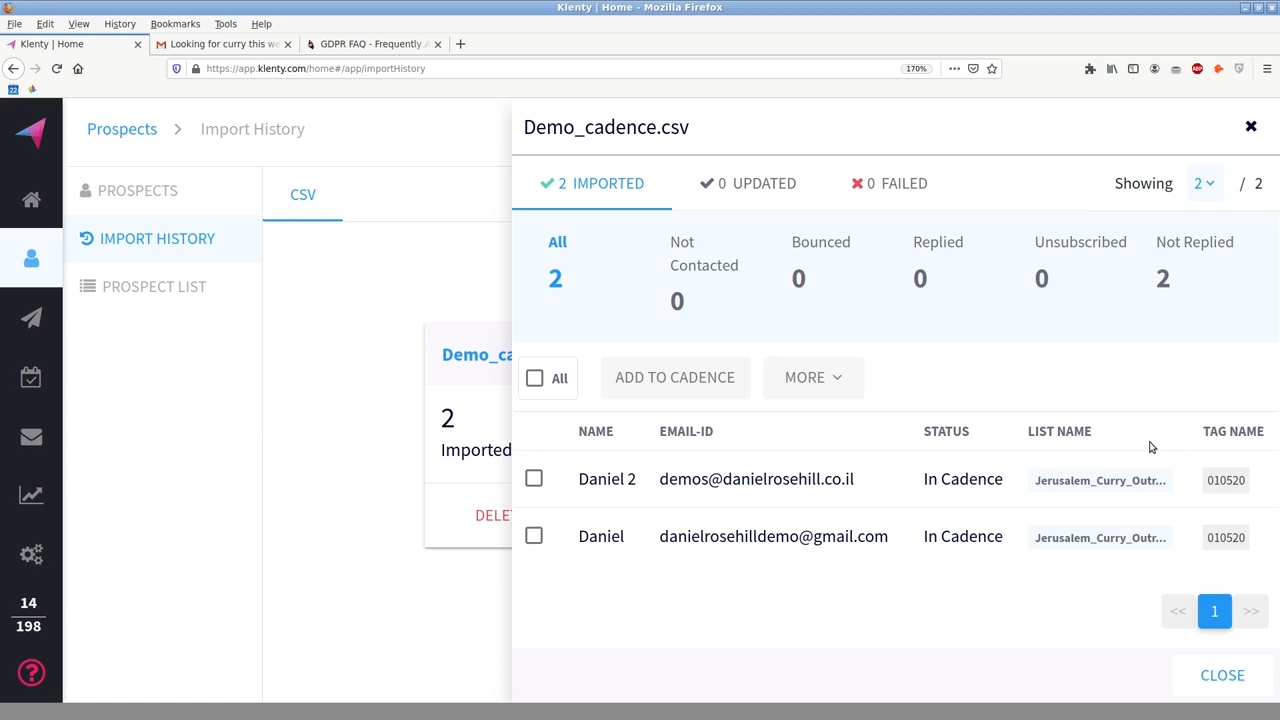 Klenty | Home - Mozilla Firefox
File Edit View History Bookmarks Tools Help
Klenty | Home
Looking for curry this we
GDPR FAQ - Frequently A
https://app.klenty.com/home#/app/importHistory 170%
ABP
22
Prospects > Import History
PROSPECTS
IMPORT HISTORY
PROSPECT LIST
14
198
CSV
Demo_ca
2
Imported
DELE
Demo_cadence.csv
2 IMPORTED 0 UPDATED 0 FAILED Showing 2 / 2
All Not Contacted Bounced Replied Unsubscribed Not Replied
2 0 0 0 0 2
All ADD TO CADENCE MORE
NAME EMAIL-ID STATUS LIST NAME TAG NAME
Daniel 2 demos@danielrosehill.co.il In Cadence Jerusalem_Curry_Outr... 010520
Daniel danielrosehilldemo@gmail.com In Cadence Jerusalem_Curry_Outr... 010520
<< 1 >>
CLOSE